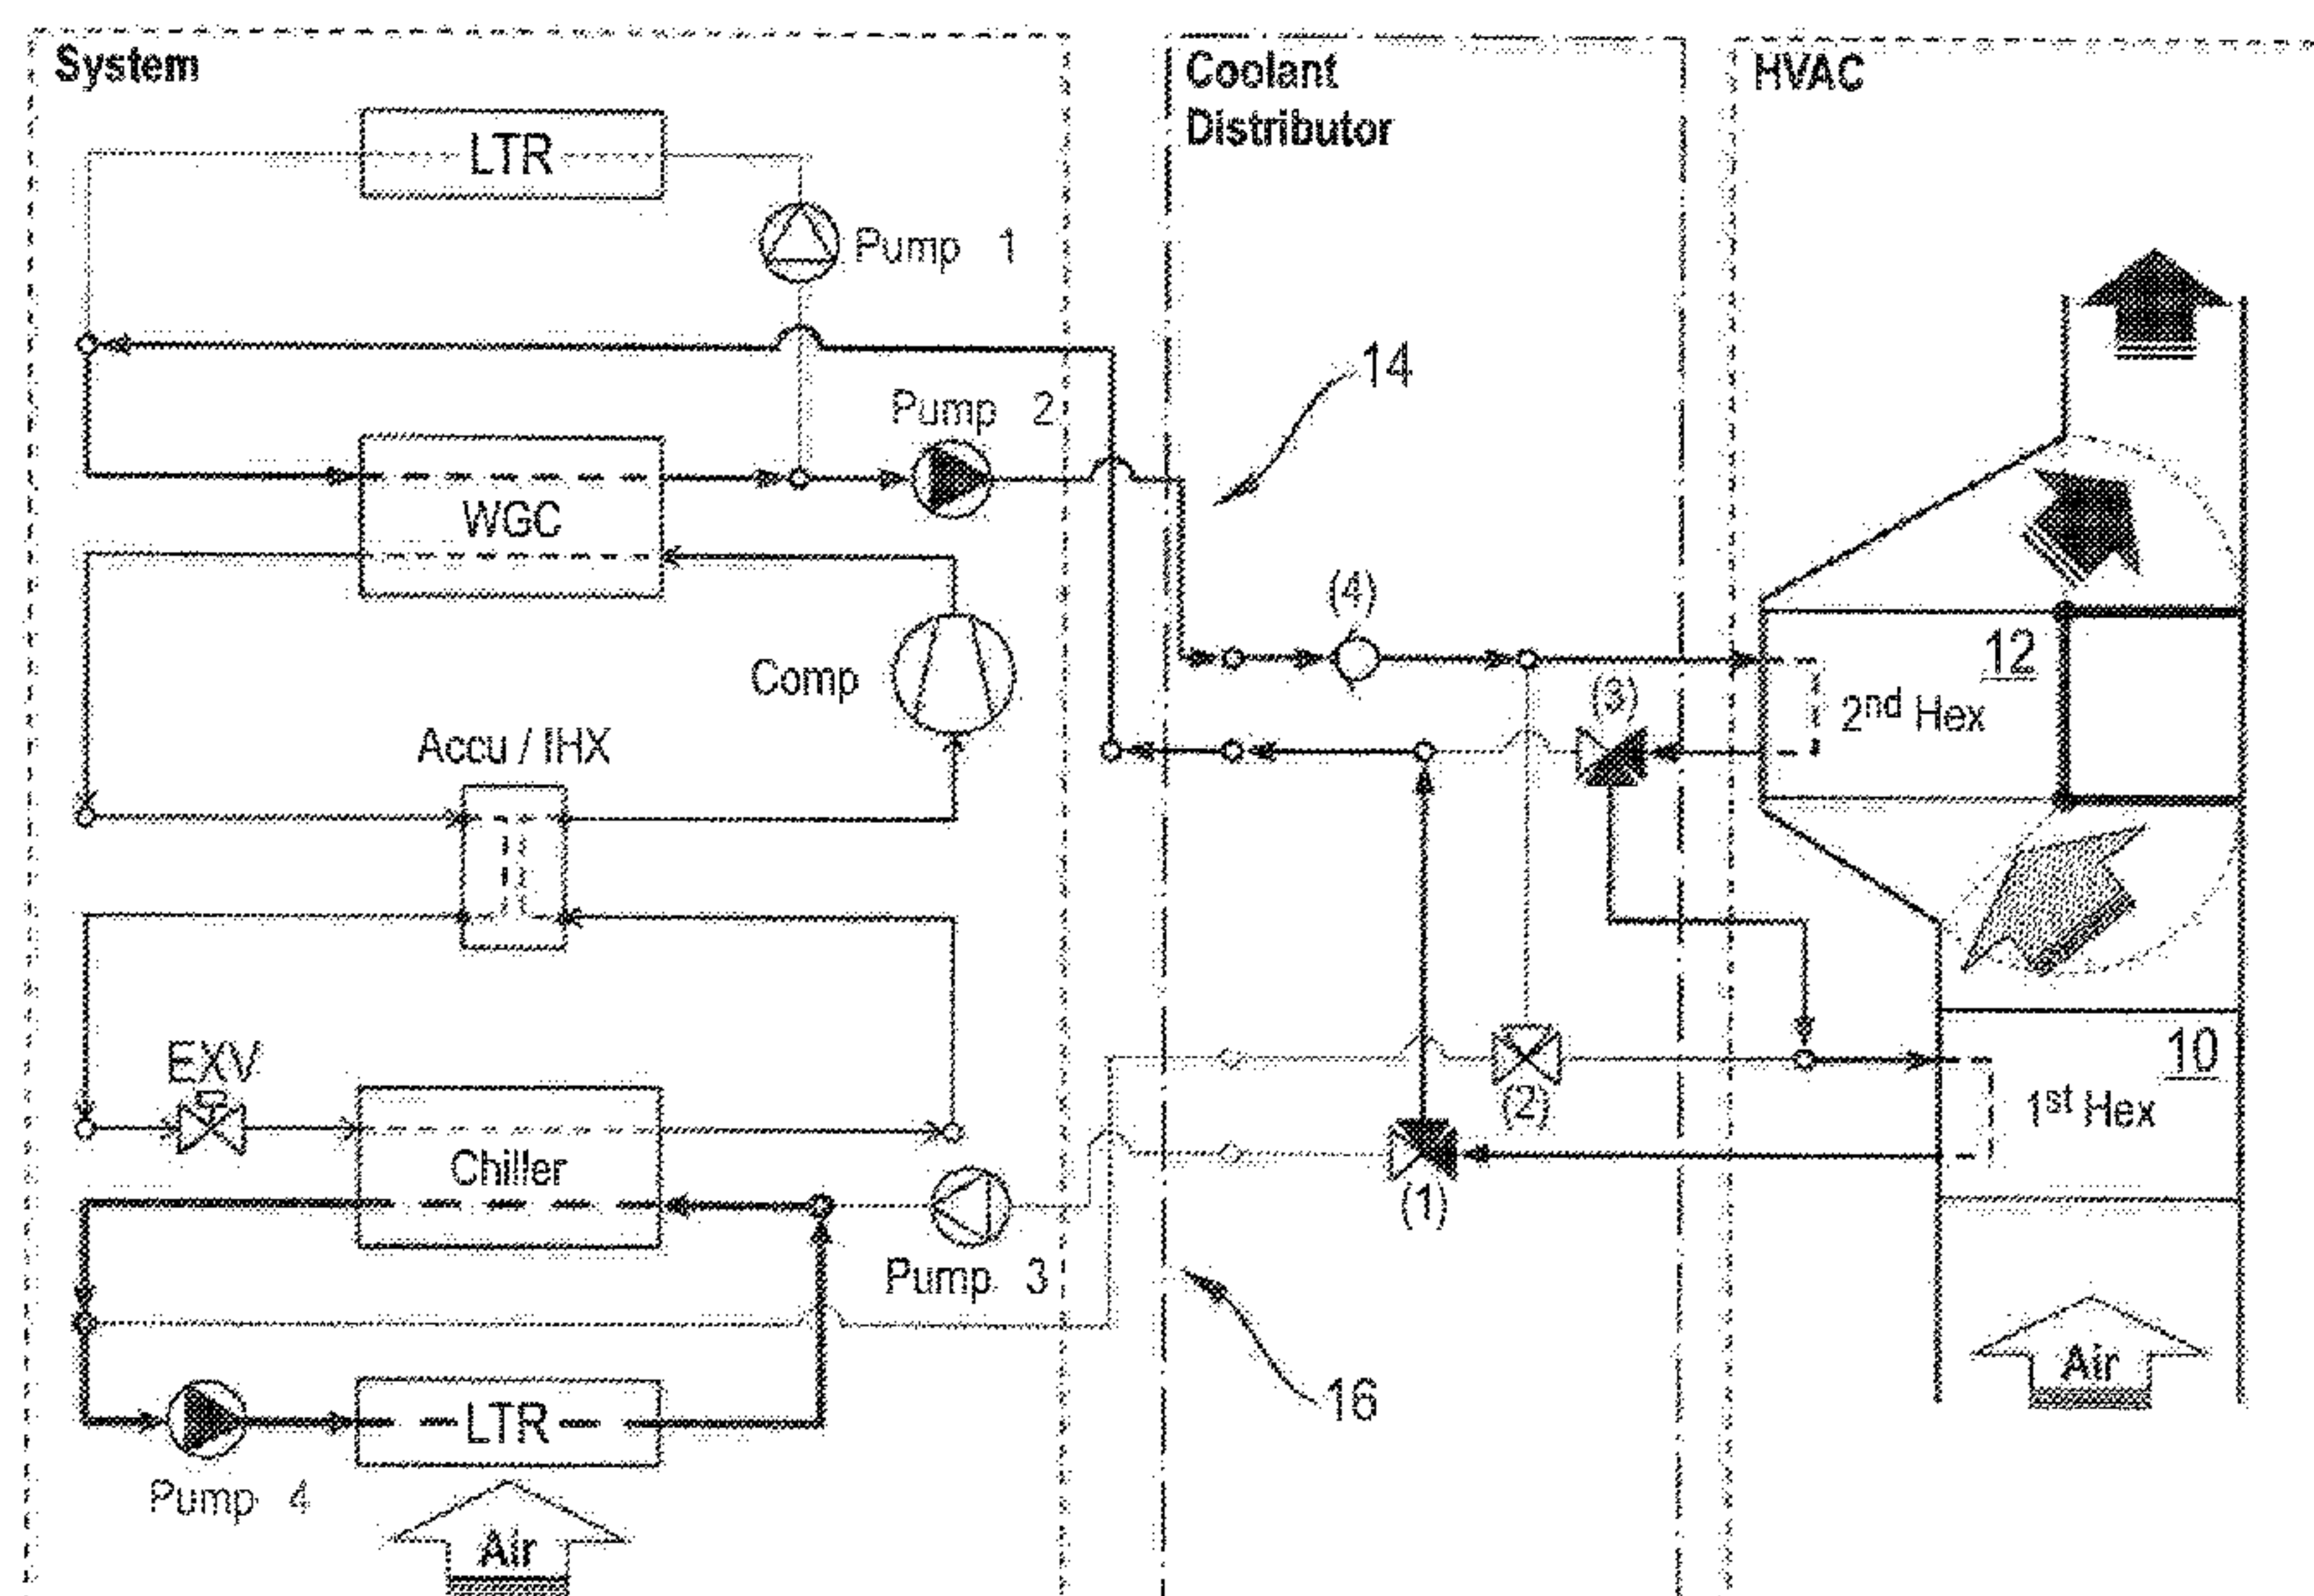 System
Coolant
Distributor
HVAC
LTR
Pump 1
14
Pump 2
WGC
(4)
12
Comp
(3)
2nd Hex
Accu / IHX
EXV
10
(2)
1st Hex
Chiller
(1)
Pump 3
Air
16
LTR
Pump 4
Air